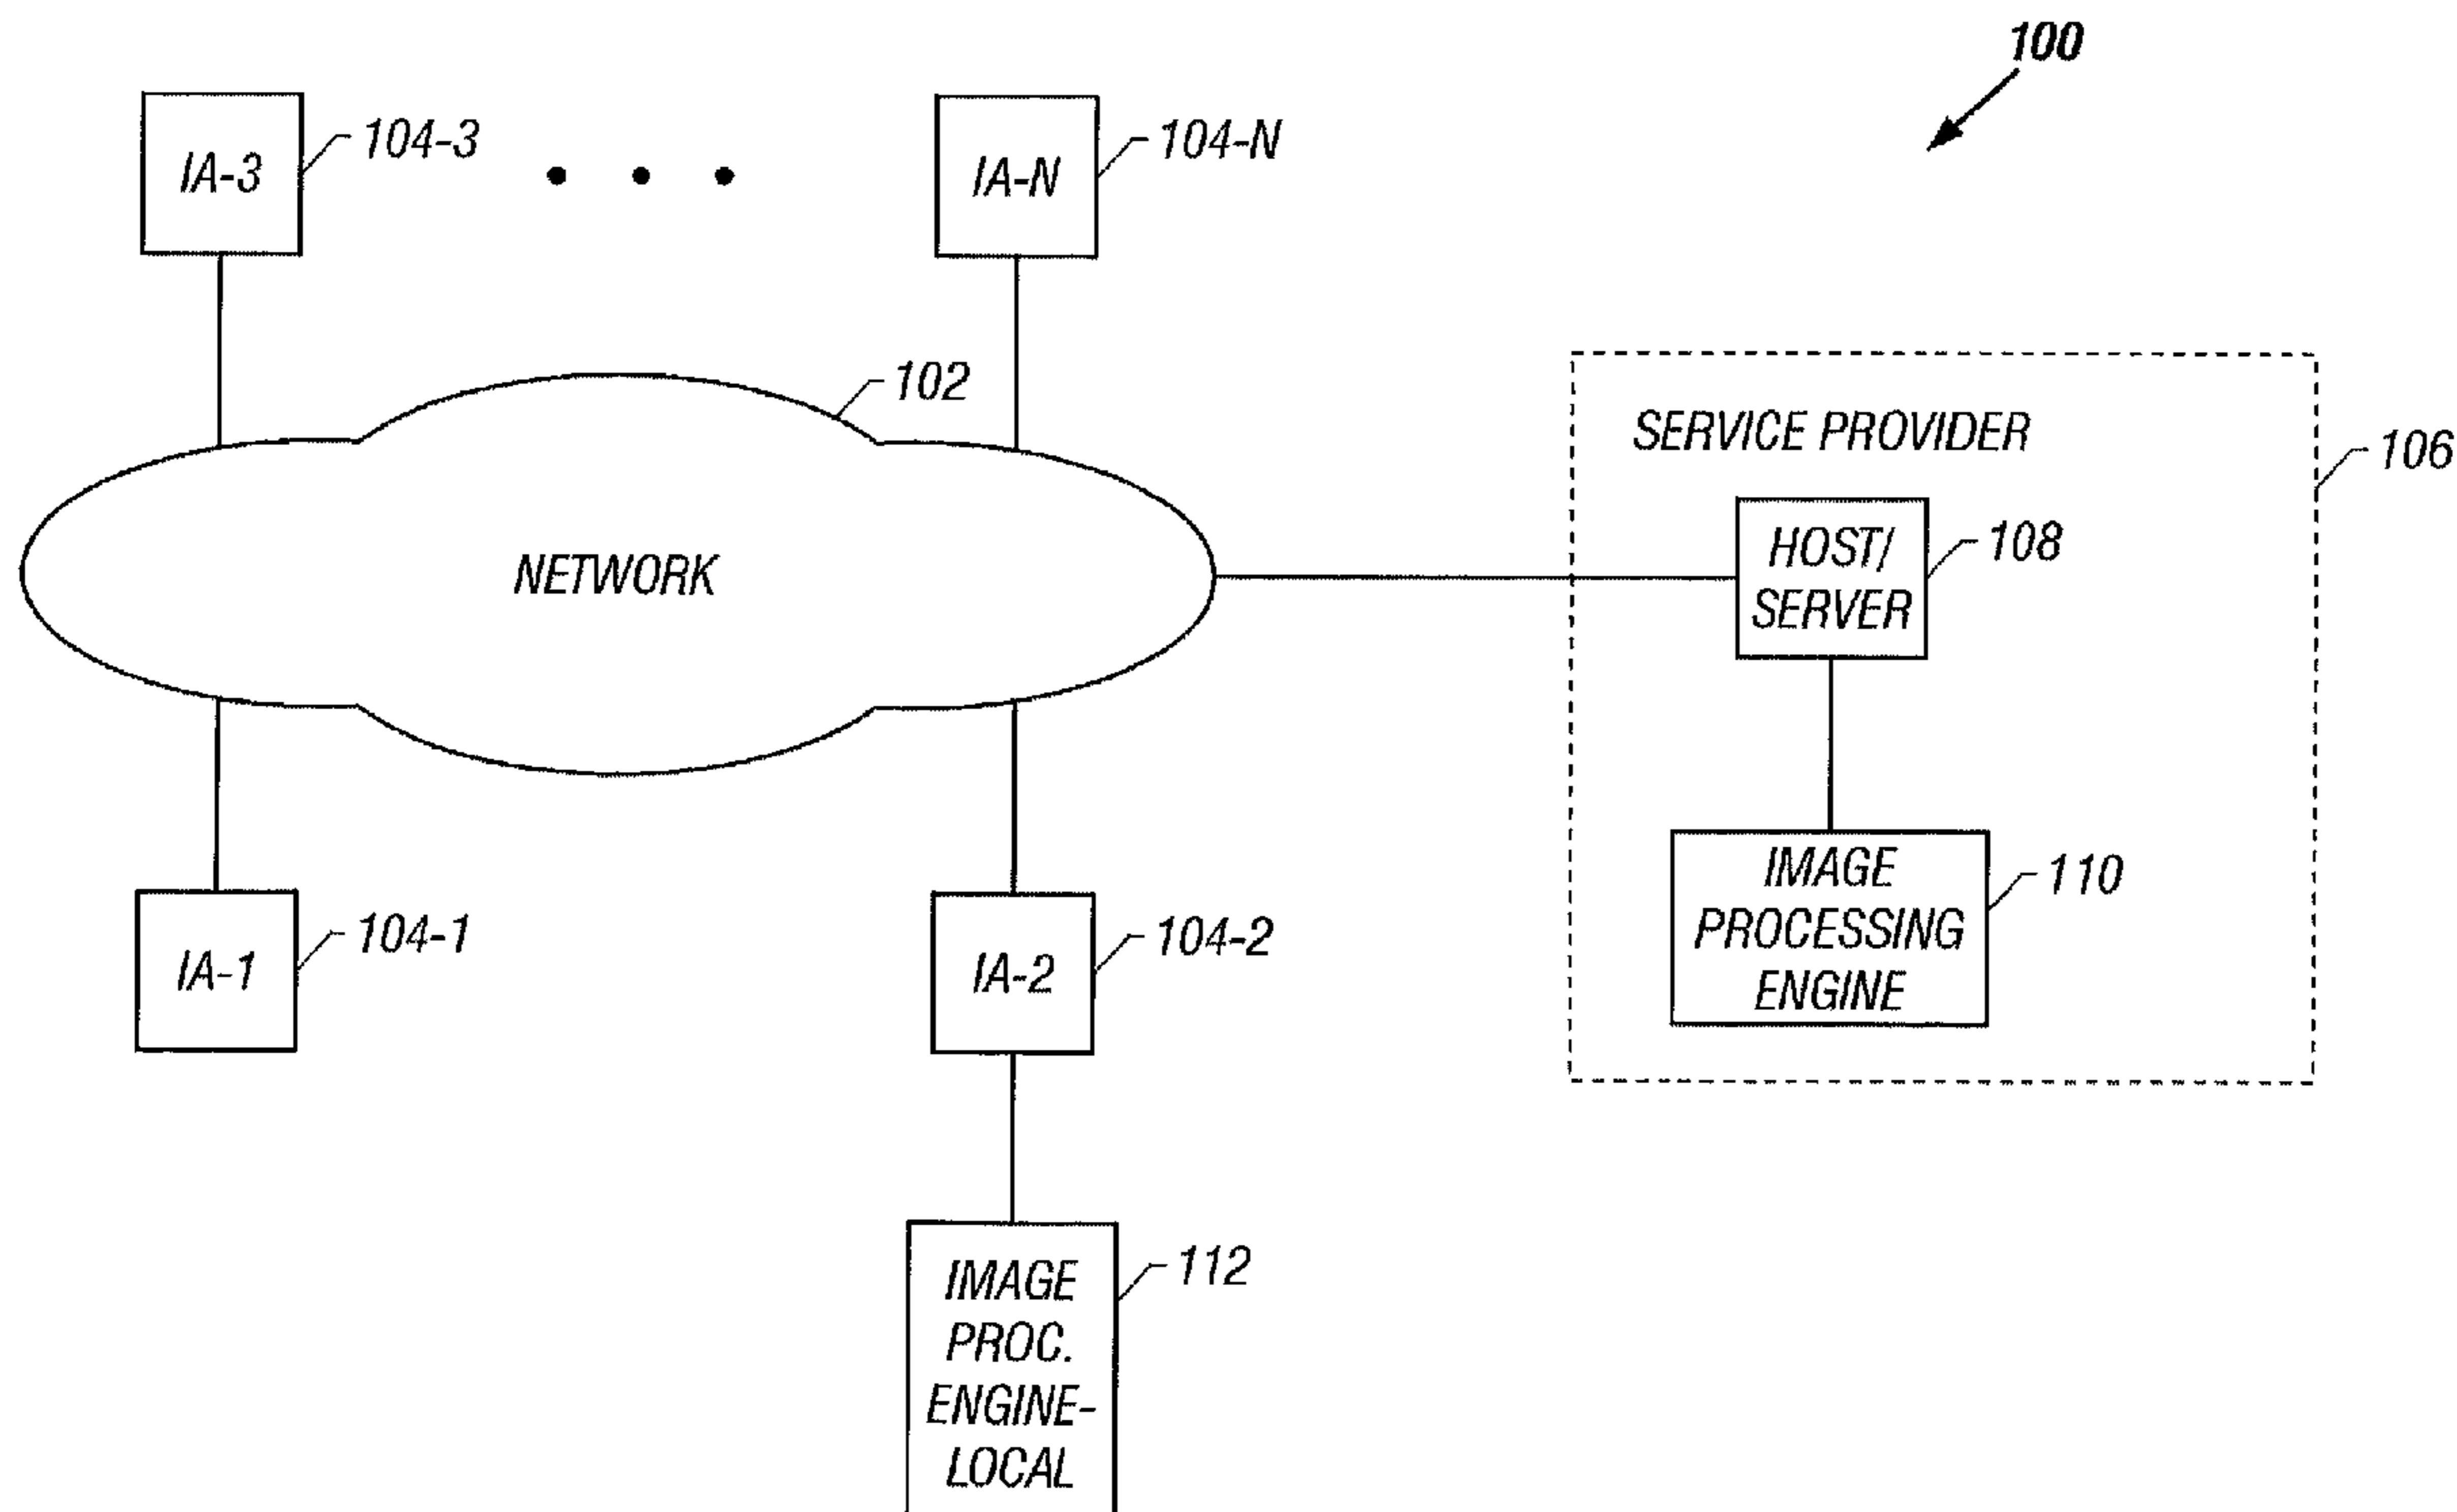 100
IA-3
104-3
IA-N
104-N
102
NETWORK
SERVICE PROVIDER
106
HOST/
SERVER
108
IMAGE
PROCESSING
ENGINE
110
IA-1
104-1
IA-2
104-2
IMAGE
PROC.
ENGINE-
LOCAL
112